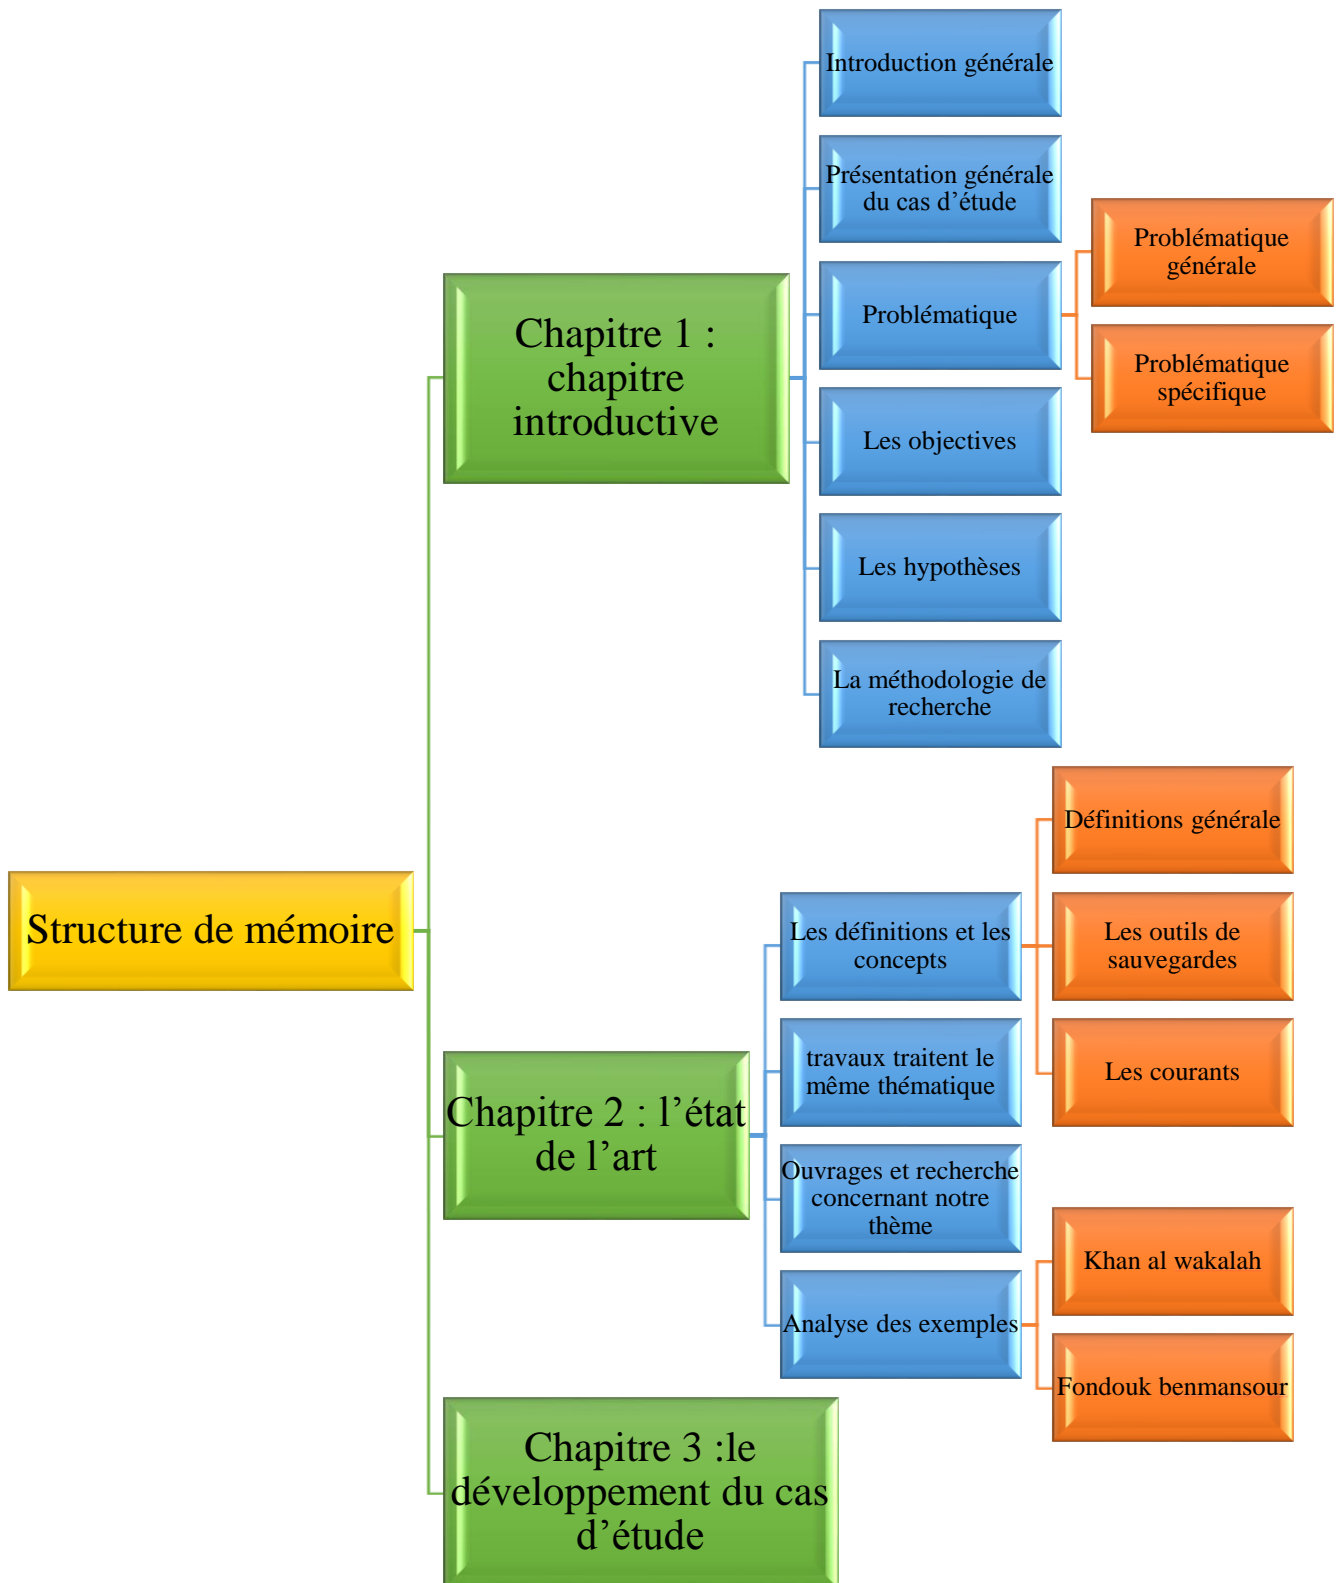 Structure de mémoire
Chapitre 1 :
chapitre
introductive
Introduction générale
Présentation générale
du cas d’étude
Problématique
Problématique
générale
Problématique
spécifique
Les objectives
Les hypothèses
La méthodologie de
recherche
Chapitre 2 : l’état
de l’art
Les définitions et les
concepts
Définitions générale
Les outils de
sauvegardes
Les courants
travaux traitent le
même thématique
Ouvrages et recherche
concernant notre
thème
Analyse des exemples
Khan al wakalah
Fondouk benmansour
Chapitre 3 :le
développement du cas
d’étude